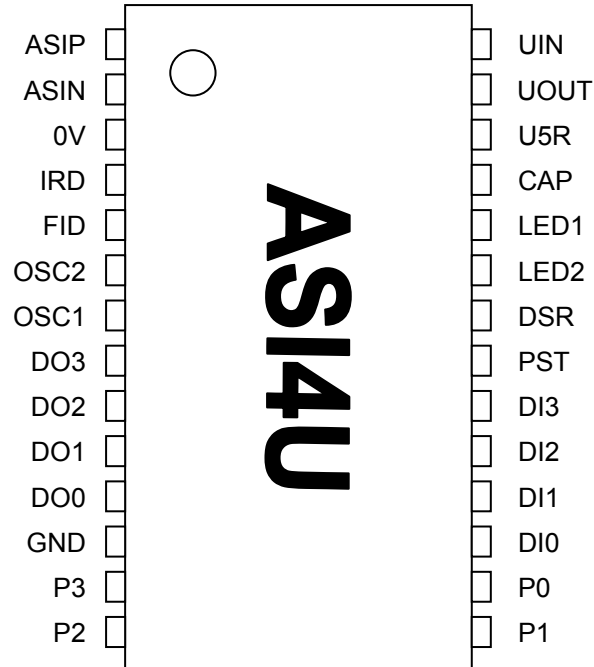 ASIP UIN
ASIN UOUT
0V U5R
IRD CAP
FID LED1
OSC2 LED2
OSC1 DSR
DO3 PST
DO2 DI3
DO1 DI2
DO0 DI1
GND DI0
P3 P0
P2 P1
ASI4U